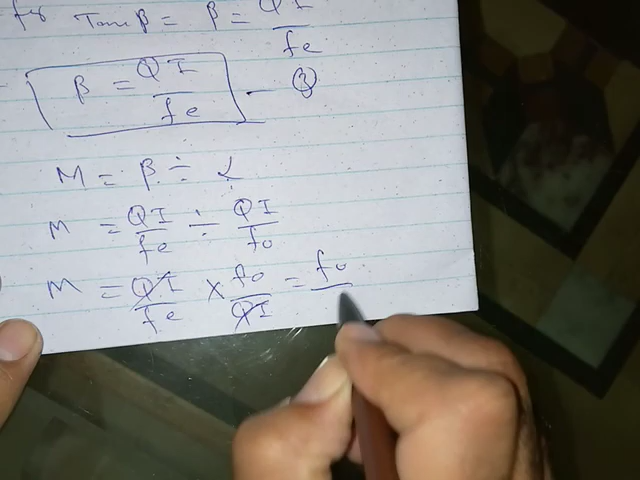 Tan β = β = QI / fe
β = QI / fe - 3
M = β ÷ α
M = QI / fe ÷ QI / fo
M = QI / fe × fo / QI = fo /